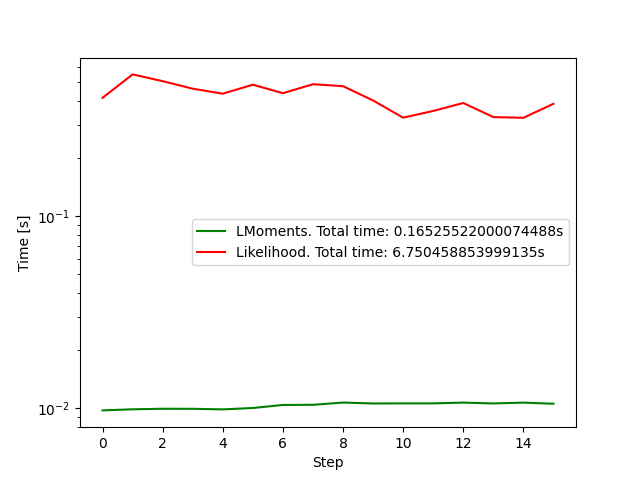 Time [s]
10⁻¹
10⁻²
LMoments. Total time: 0.16525522000074488s
Likelihood. Total time: 6.750458853999135s
0 2 4 6 8 10 12 14
Step